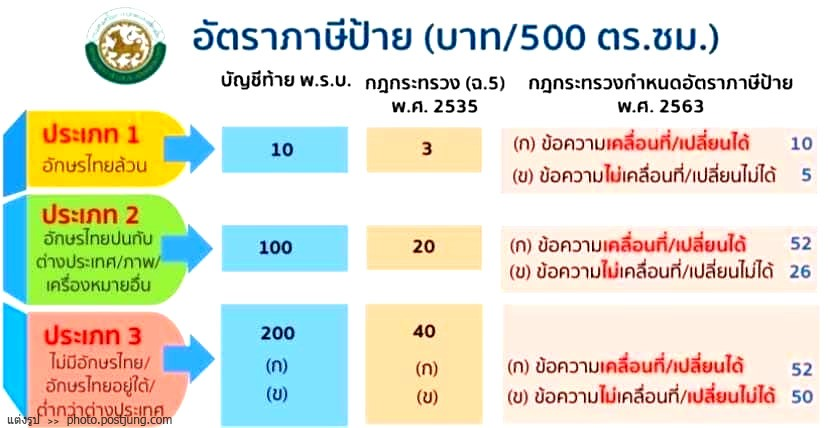 อัตราภาษีป้าย (บาท/500 ตร.ซม.)
บัญชีท้าย พ.ร.บ.
กฎกระทรวง (ฉ.5)
พ.ศ. 2535
กฎกระทรวงกำหนดอัตราภาษีป้าย
พ.ศ. 2563
ประเภท 1
อักษรไทยล้วน
10
3
(ก) ข้อความเคลื่อนที่/เปลี่ยนได้ 10
(ข) ข้อความไม่เคลื่อนที่/เปลี่ยนไม่ได้ 5
ประเภท 2
อักษรไทยปนกับ
ต่างประเทศ/ภาพ/
เครื่องหมายอื่น
100
20
(ก) ข้อความเคลื่อนที่/เปลี่ยนได้ 52
(ข) ข้อความไม่เคลื่อนที่/เปลี่ยนไม่ได้ 26
ประเภท 3
ไม่มีอักษรไทย/
อักษรไทยอยู่ใต้/
ต่ำกว่าต่างประเทศ
200
(ก)
(ข)
40
(ก)
(ข)
(ก) ข้อความเคลื่อนที่/เปลี่ยนได้ 52
(ข) ข้อความไม่เคลื่อนที่/เปลี่ยนไม่ได้ 50
แต่งรูป >> photo.postjung.com